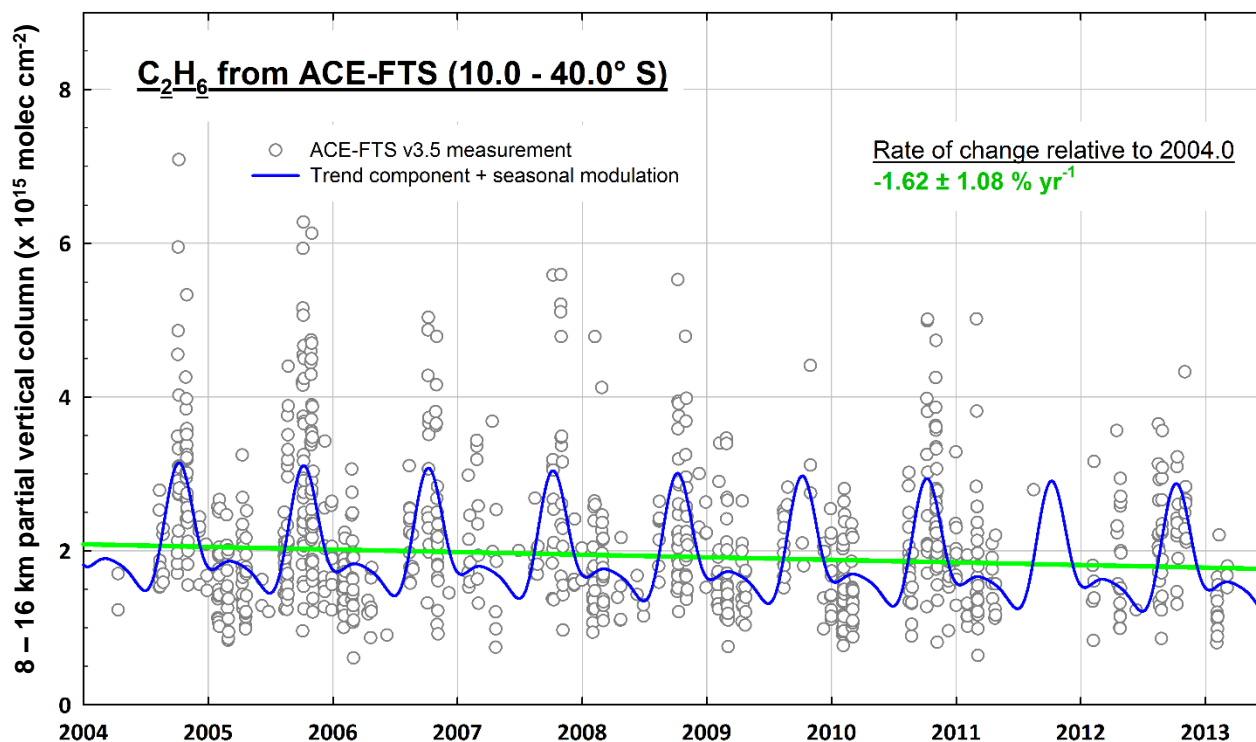 C₂H₆ from ACE-FTS (10.0 - 40.0° S)
ACE-FTS v3.5 measurement
Trend component + seasonal modulation
Rate of change relative to 2004.0
-1.62 ± 1.08 % yr⁻¹
8 – 16 km partial vertical column (x 10¹⁵ molec cm⁻²)
8
6
4
2
0
2004 2005 2006 2007 2008 2009 2010 2011 2012 2013